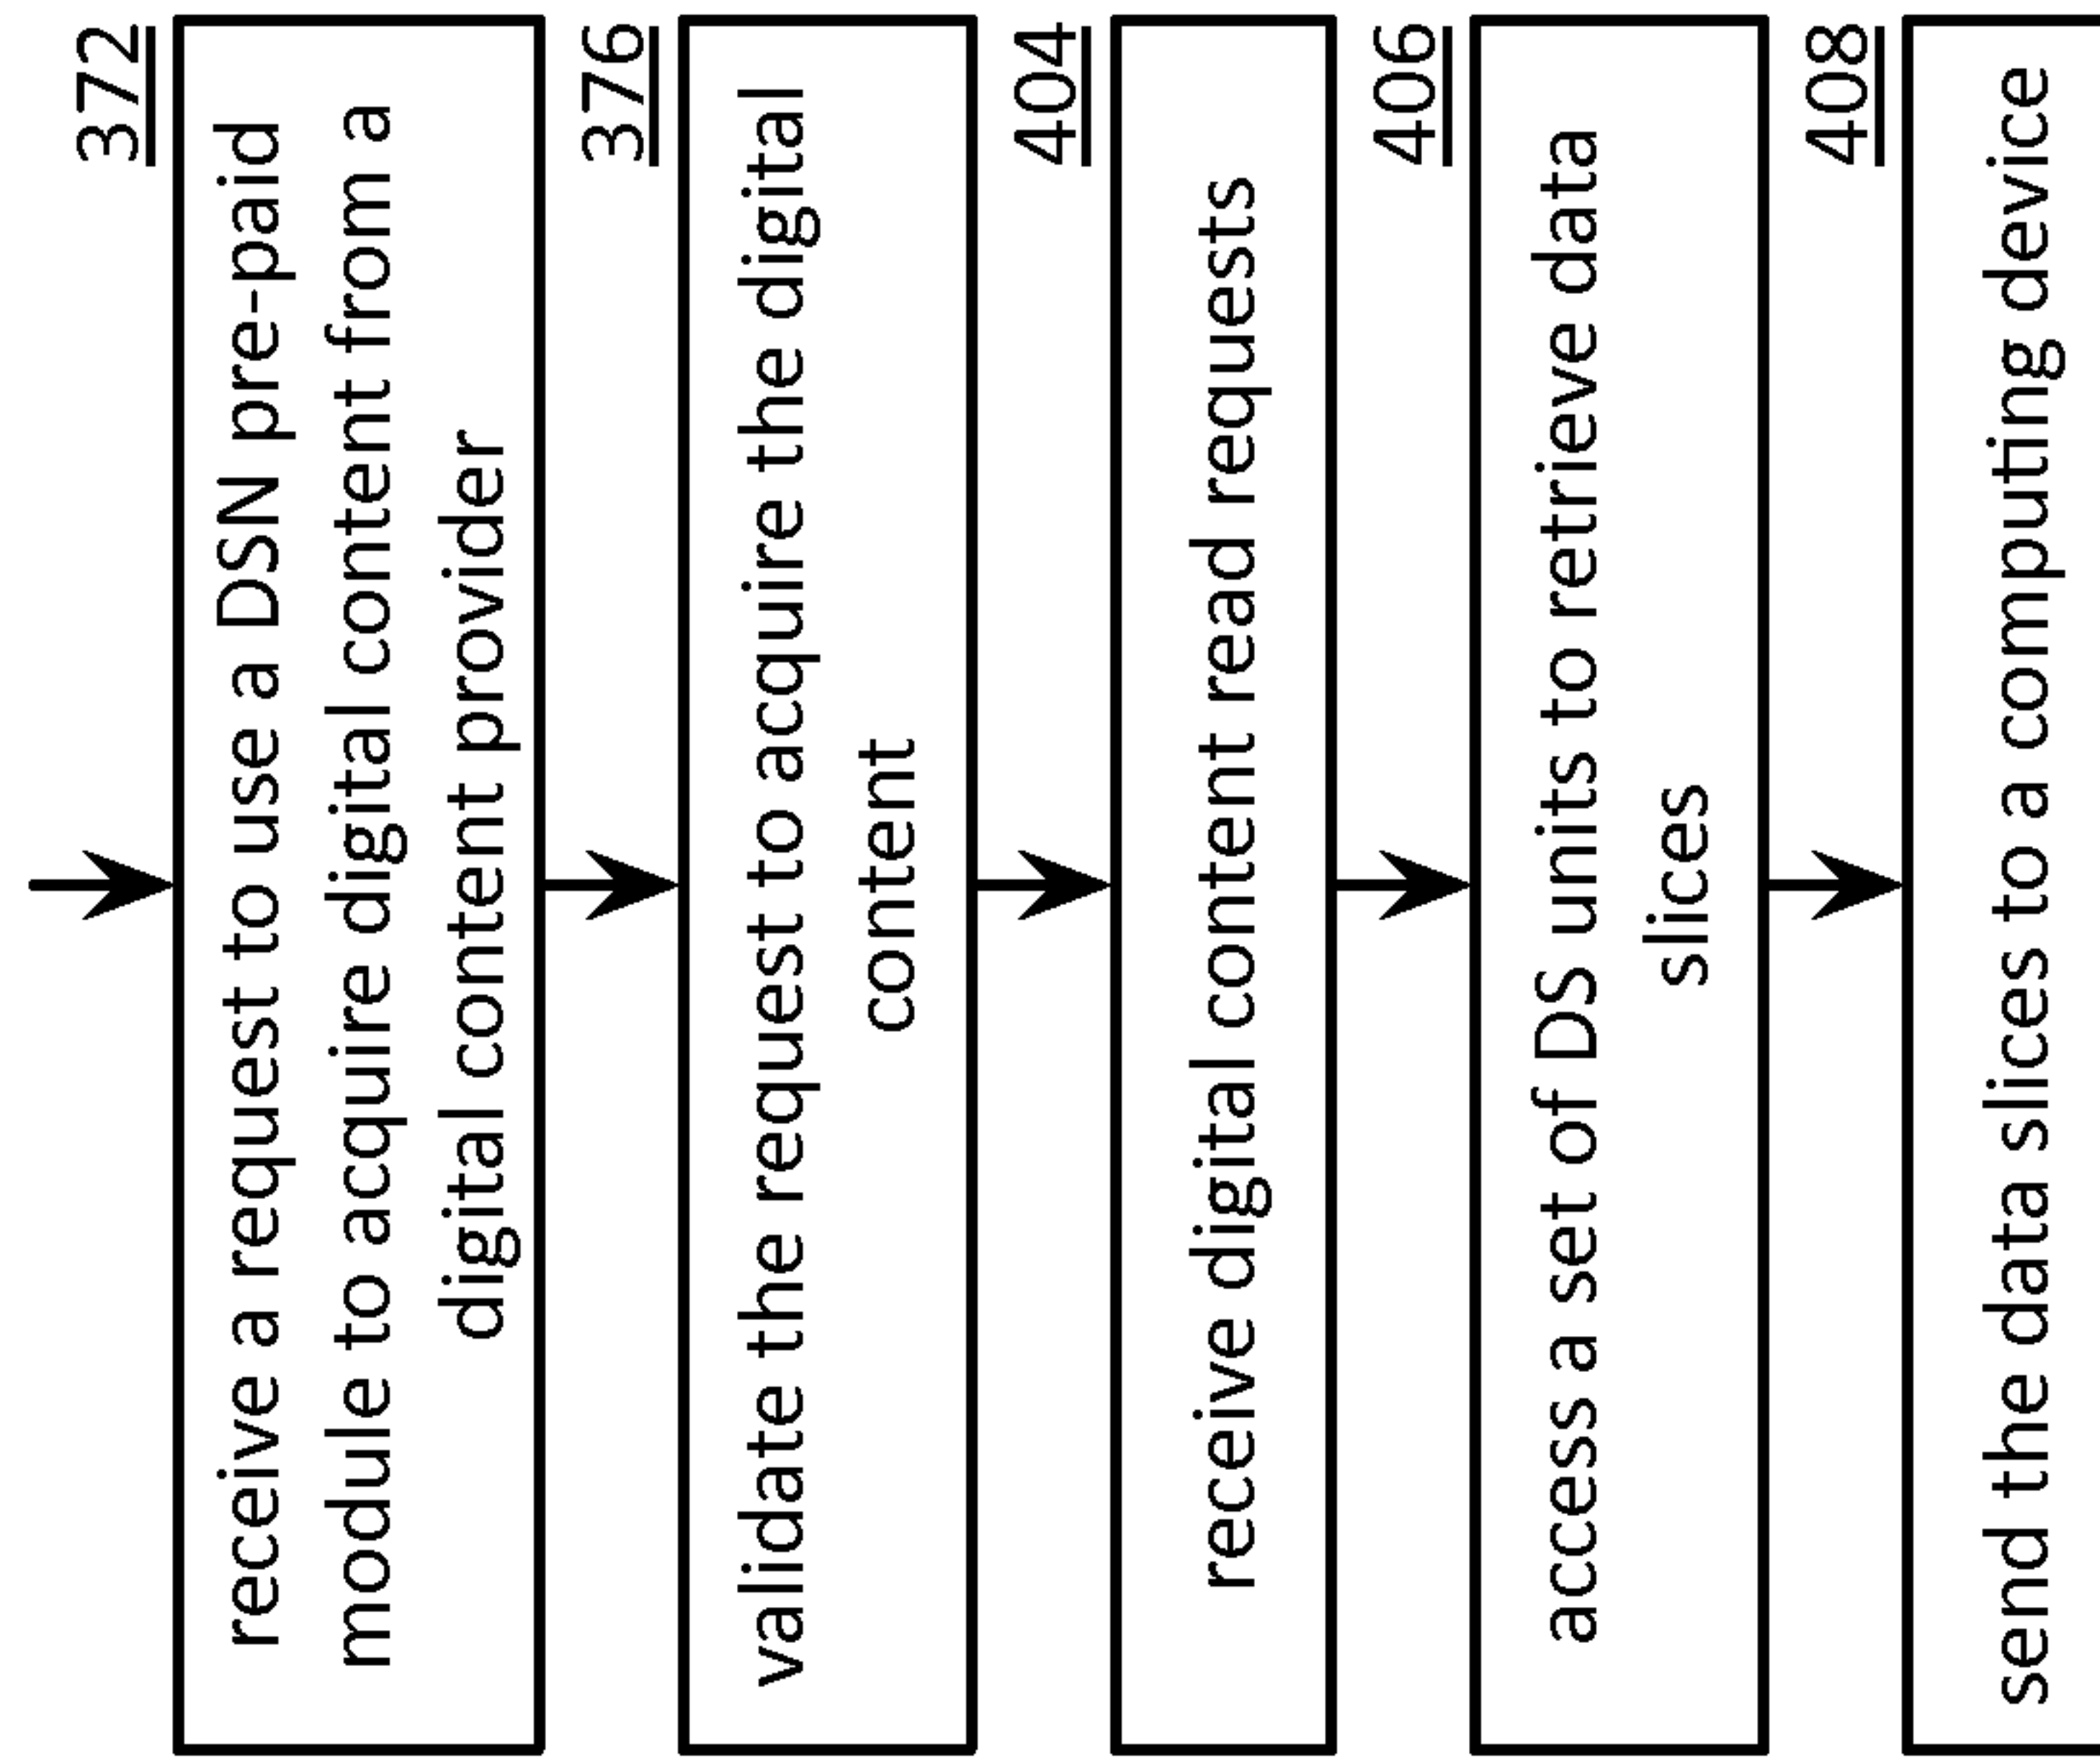 372
receive a request to use a DSN pre-paid
module to acquire digital content from a
digital content provider
376
validate the request to acquire the digital
content
404
receive digital content read requests
406
access a set of DS units to retrieve data
slices
408
send the data slices to a computing device